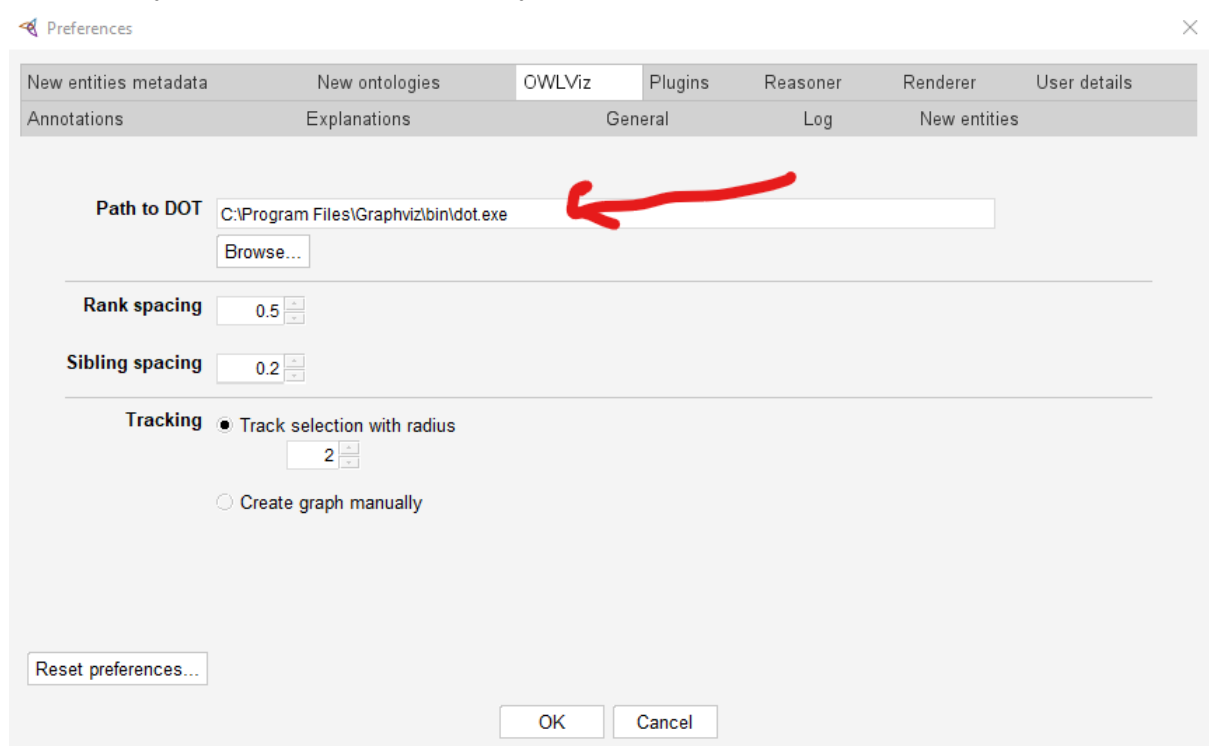 Preferences
New entities metadata New ontologies OWLViz Plugins Reasoner Renderer User details
Annotations Explanations General Log New entities
Path to DOT C:\Program Files\Graphviz\bin\dot.exe
Browse...
Rank spacing 0.5
Sibling spacing 0.2
Tracking Track selection with radius
2
Create graph manually
Reset preferences...
OK Cancel